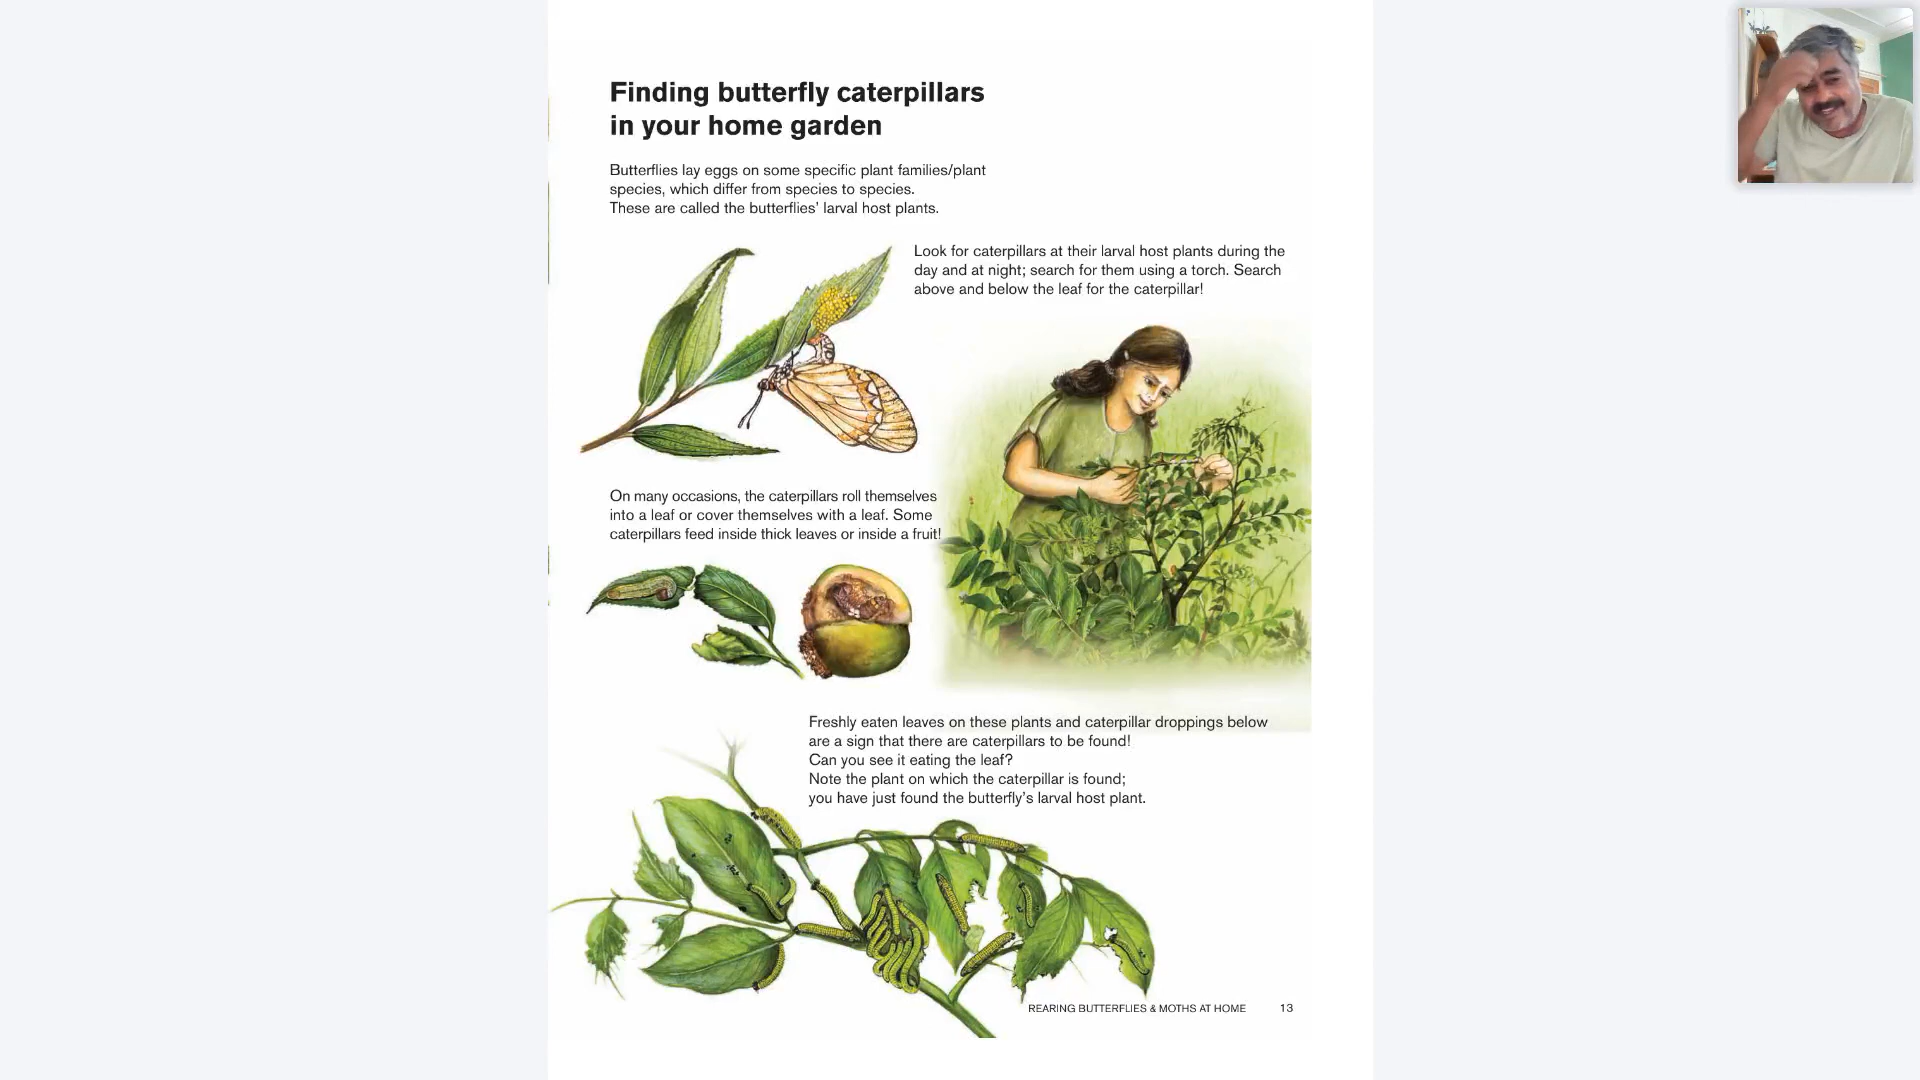 Finding butterfly caterpillars
in your home garden
Butterflies lay eggs on some specific plant families/plant
species, which differ from species to species.
These are called the butterflies' larval host plants.
Look for caterpillars at their larval host plants during the
day and at night; search for them using a torch. Search
above and below the leaf for the caterpillar!
On many occasions, the caterpillars roll themselves
into a leaf or cover themselves with a leaf. Some
caterpillars feed inside thick leaves or inside a fruit!
Freshly eaten leaves on these plants and caterpillar droppings below
are a sign that there are caterpillars to be found!
Can you see it eating the leaf?
Note the plant on which the caterpillar is found;
you have just found the butterfly's larval host plant.
REARING BUTTERFLIES & MOTHS AT HOME 13